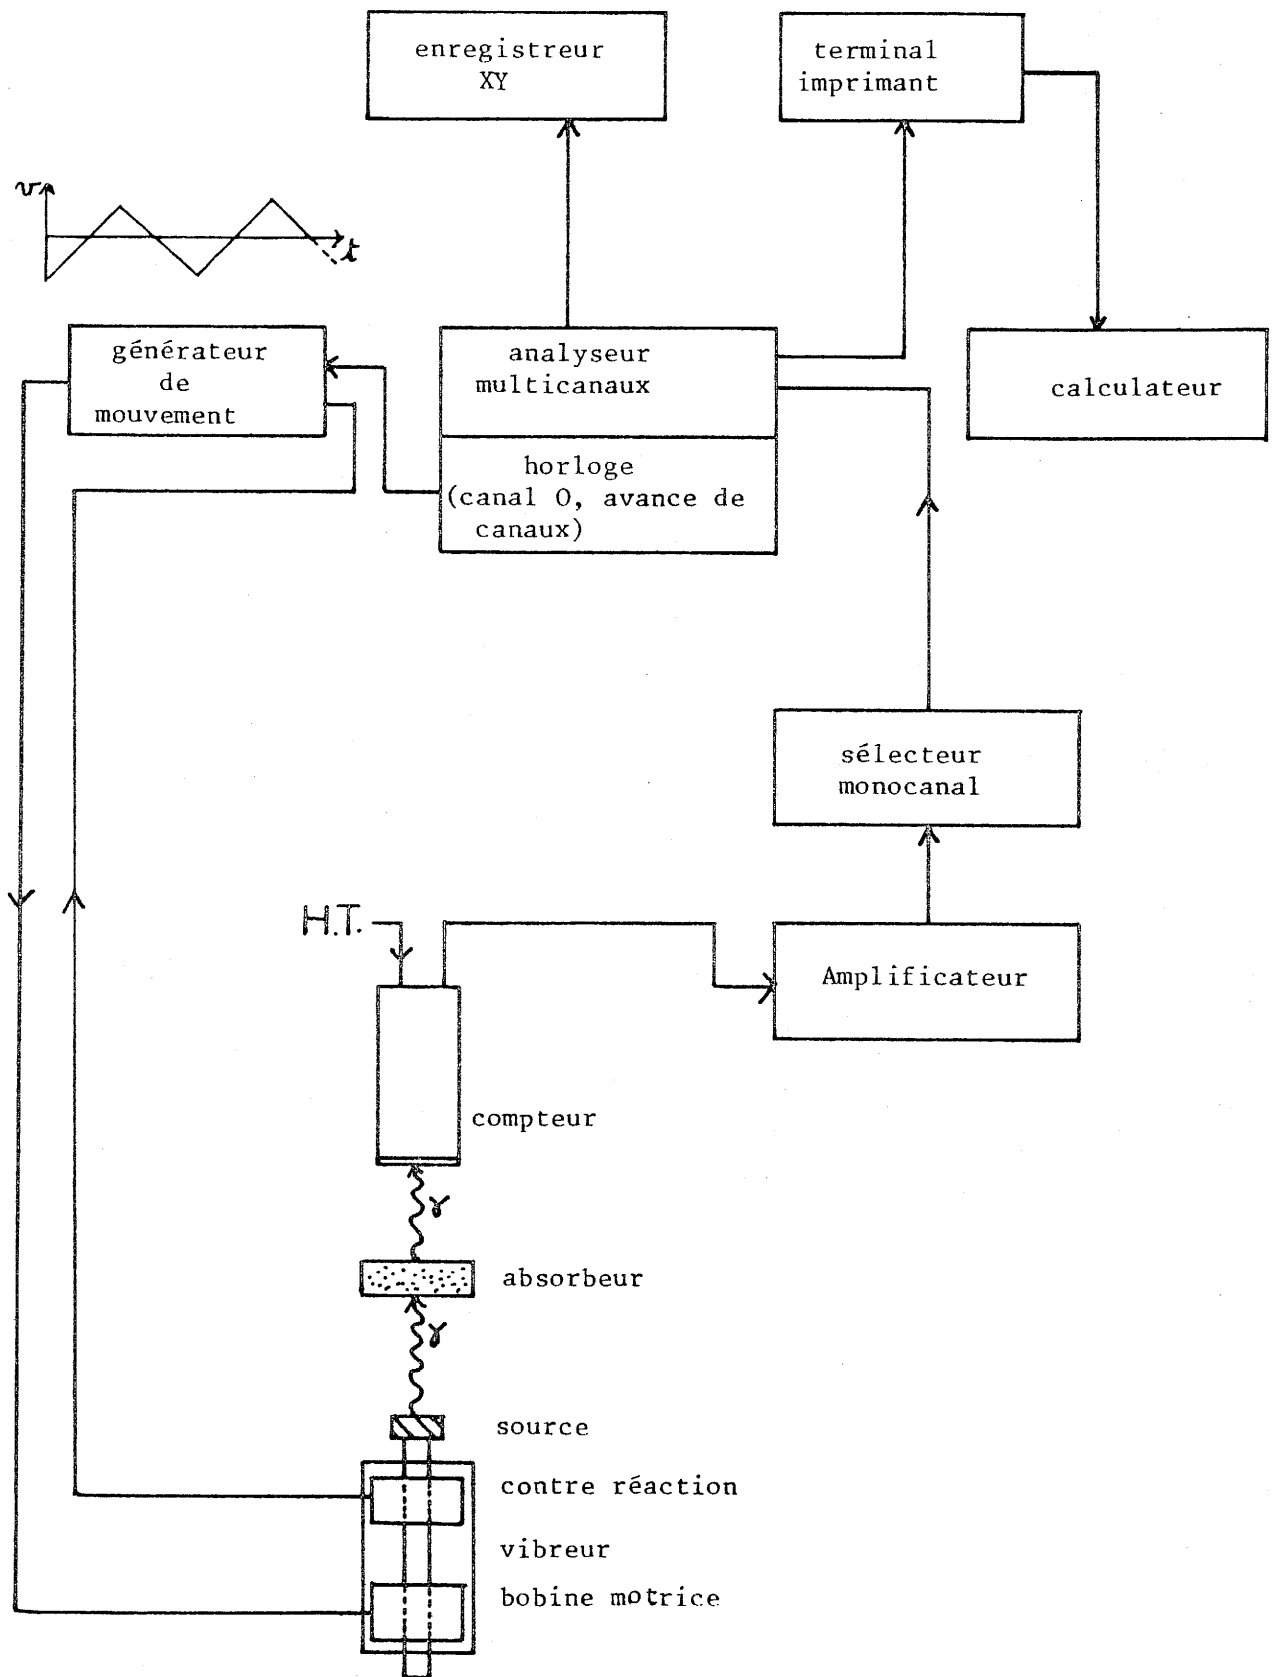 enregistreur
XY
terminal
imprimant
v
t
générateur
de
mouvement
analyseur
multicanaux
horloge
(canal O, avance de
canaux)
calculateur
sélecteur
monocanal
H.T.
Amplificateur
compteur
γ
absorbeur
γ
source
contre réaction
vibreur
bobine motrice